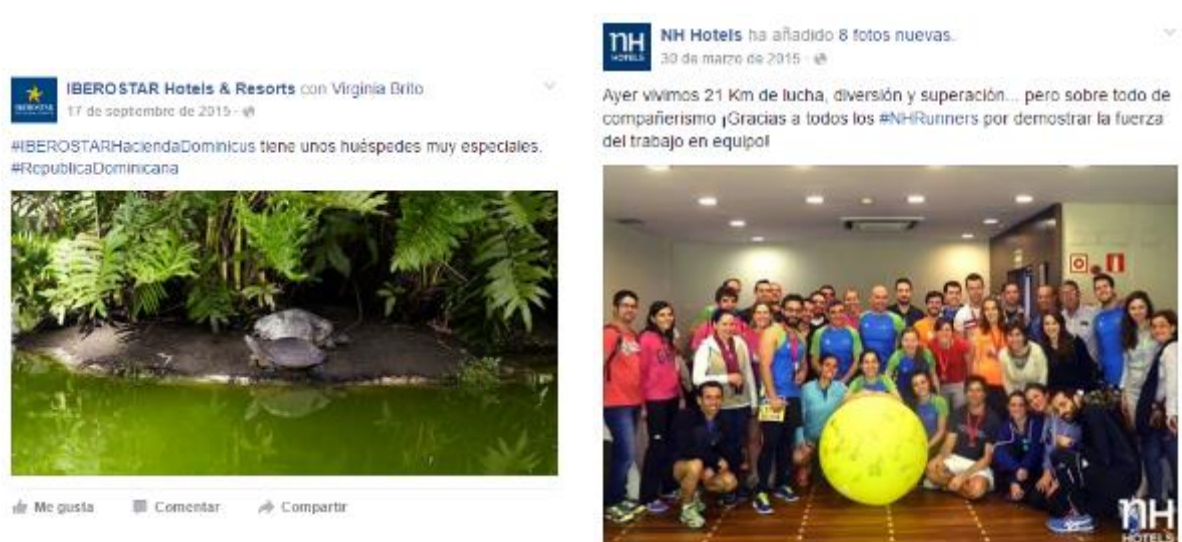 IBEROSTAR Hotels & Resorts con Virginia Brito
17 de septiembre de 2015
#IBEROSTARHaciendaDominicus tiene unos huéspedes muy especiales.
#RepublicaDominicana
Me gusta Comentar Compartir
nH
HOTELS
NH Hotels ha añadido 8 fotos nuevas.
30 de marzo de 2015
Ayer vivimos 21 Km de lucha, diversión y superación... pero sobre todo de
compañerismo ¡Gracias a todos los #NHRunners por demostrar la fuerza
del trabajo en equipo!
nH
HOTELS